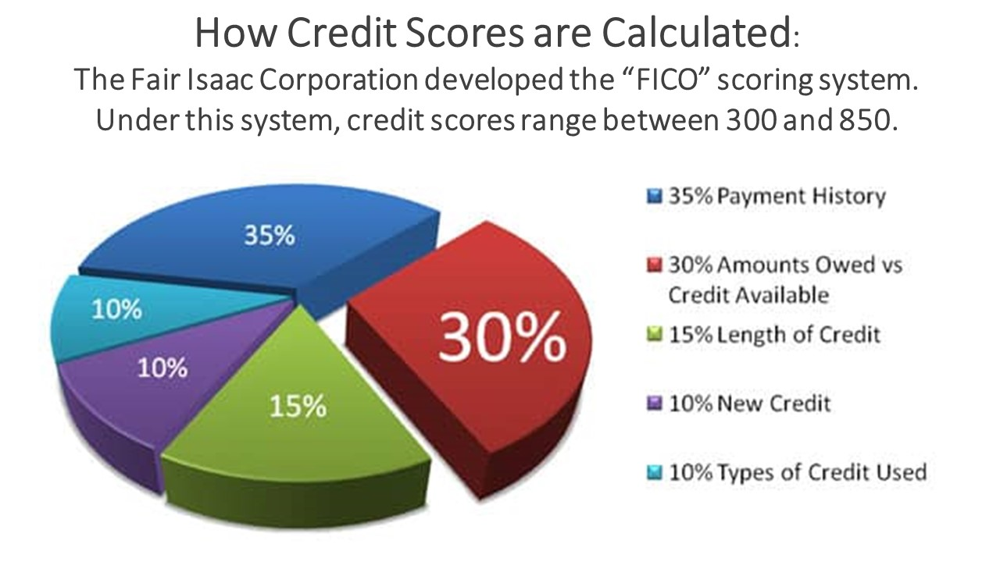 How Credit Scores are Calculated:
The Fair Isaac Corporation developed the “FICO” scoring system.
Under this system, credit scores range between 300 and 850.
35%
30%
10%
10%
15%
35% Payment History
30% Amounts Owed vs
Credit Available
15% Length of Credit
10% New Credit
10% Types of Credit Used